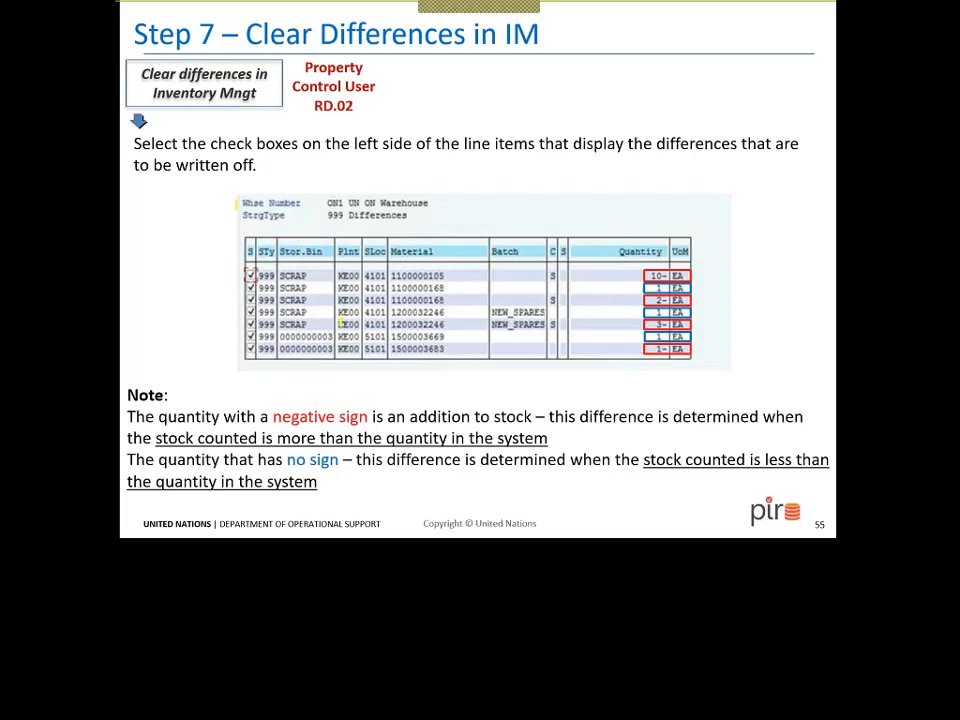 Step 7 – Clear Differences in IM
Clear differences in
Inventory Mngt
Property
Control User
RD.02
Select the check boxes on the left side of the line items that display the differences that are
to be written off.
Whse Number ON1 UN ON Warehouse
StrgType 999 Differences
S STy Stor.Bin Plnt SLoc Material Batch C S Quantity UoM
999 SCRAP KE00 4101 1100000105 S 10- EA
999 SCRAP KE00 4101 1100000168 1 EA
999 SCRAP KE00 4101 1100000168 S 2- EA
999 SCRAP KE00 4101 1200032246 NEW_SPARES 1 EA
999 SCRAP KE00 4101 1200032246 NEW_SPARES S 3- EA
999 0000000003 KE00 5101 1500003669 1 EA
999 0000000003 KE00 5101 1500003683 1- EA
Note:
The quantity with a negative sign is an addition to stock – this difference is determined when
the stock counted is more than the quantity in the system
The quantity that has no sign – this difference is determined when the stock counted is less than
the quantity in the system
UNITED NATIONS | DEPARTMENT OF OPERATIONAL SUPPORT
Copyright © United Nations
pir
55